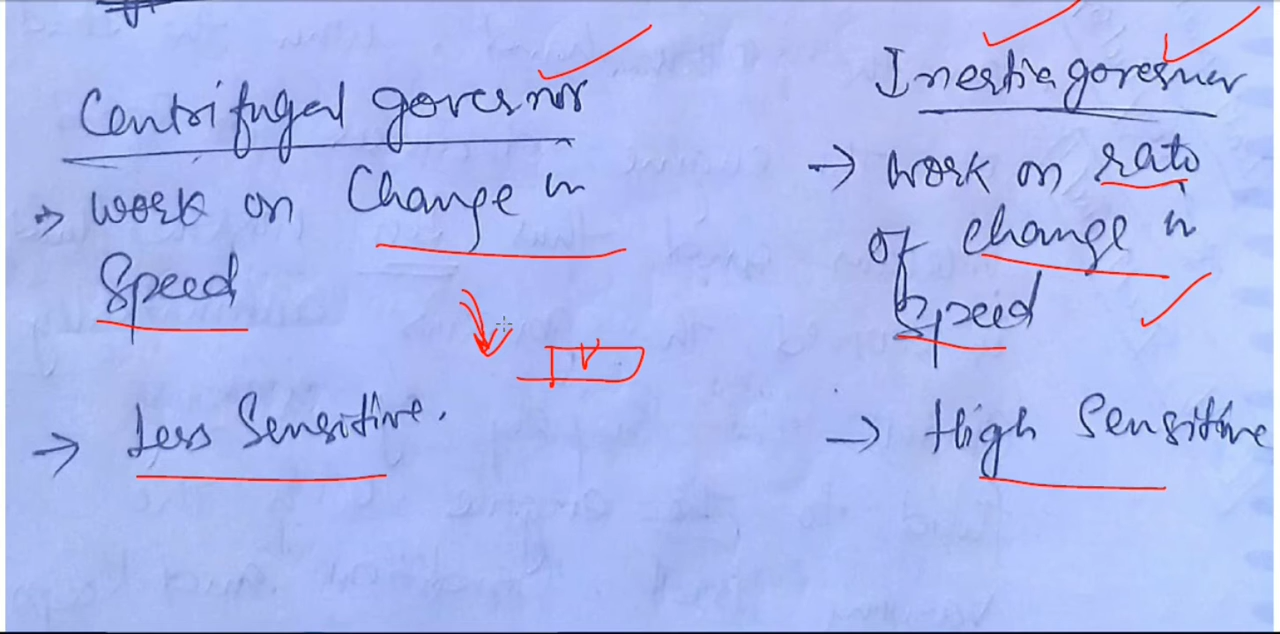 Centrifugal governor
→ work on Change in
Speed
→ Less Sensitive.
Inertia governer
→ work on rate
of change in
Speed
→ High Sensitive